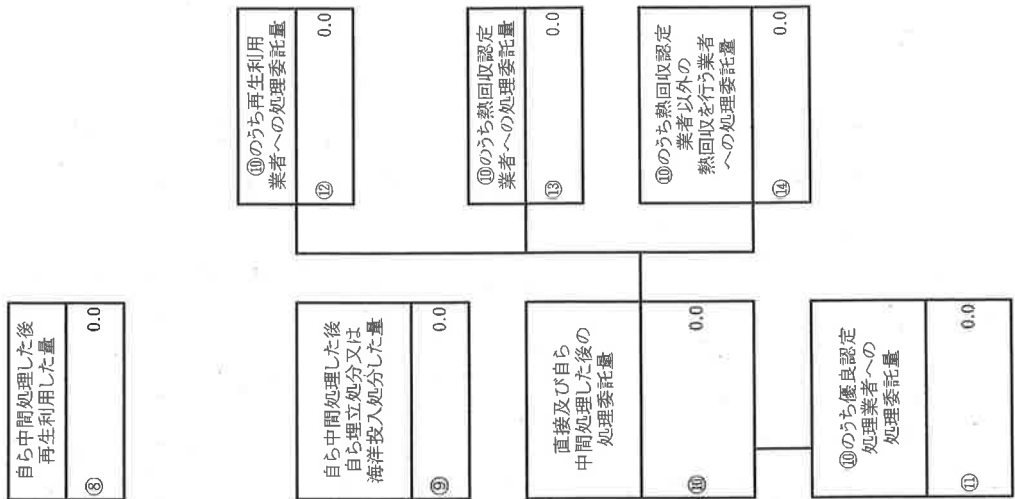 自ら中間処理した後
再生利用した量
⑧
0.0
自ら中間処理した後
自ら埋立処分又は
海洋投入処分した量
⑨
0.0
直接及び自ら
中間処理した後の
処理委託量
⑩
0.0
⑩のうち優良認定
処理業者への
処理委託量
⑪
0.0
⑩のうち再生利用
業者への処理委託量
⑫
0.0
⑩のうち熱回収認定
業者への処理委託量
⑬
0.0
⑩のうち熱回収認定
業者以外の
熱回収を行う業者
への処理委託量
⑭
0.0